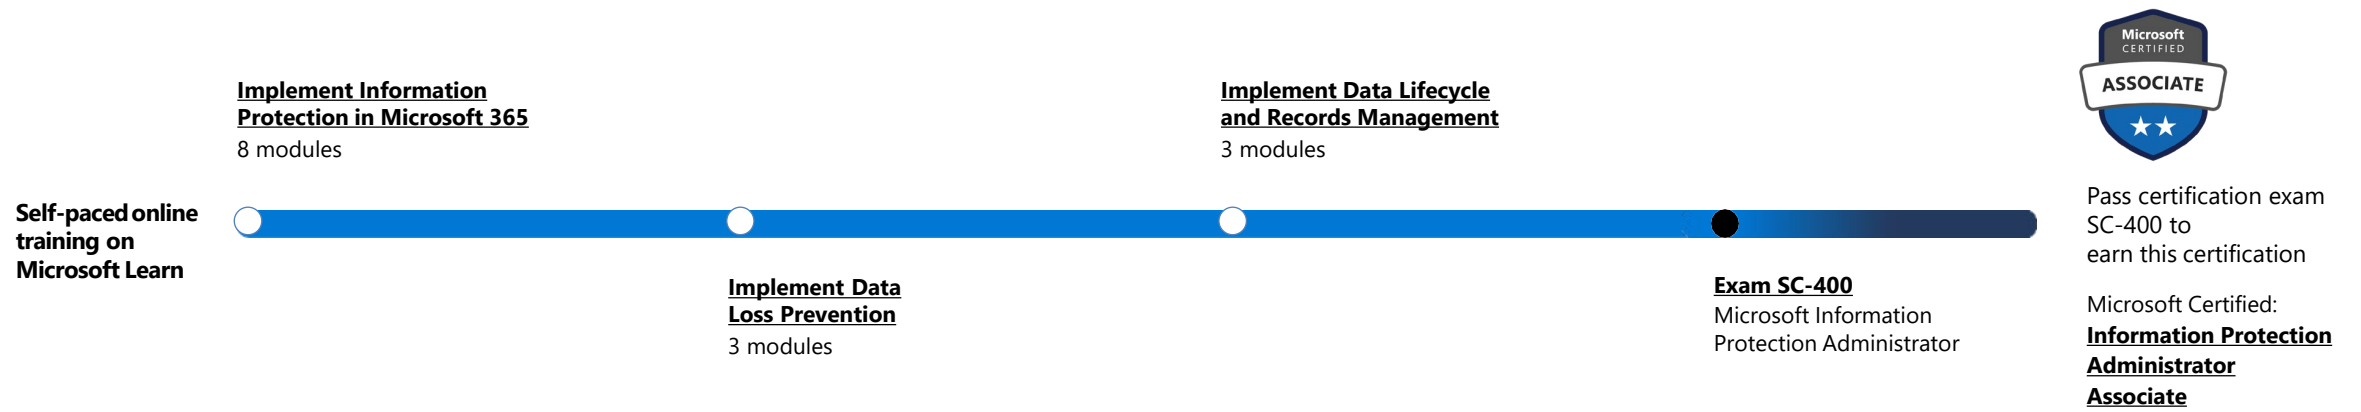 Self-paced online
training on
Microsoft Learn
Implement Information
Protection in Microsoft 365
8 modules
Implement Data
Loss Prevention
3 modules
Implement Data Lifecycle
and Records Management
3 modules
Exam SC-400
Microsoft Information
Protection Administrator
Microsoft
CERTIFIED
ASSOCIATE
Pass certification exam
SC-400 to
earn this certification
Microsoft Certified:
Information Protection
Administrator
Associate